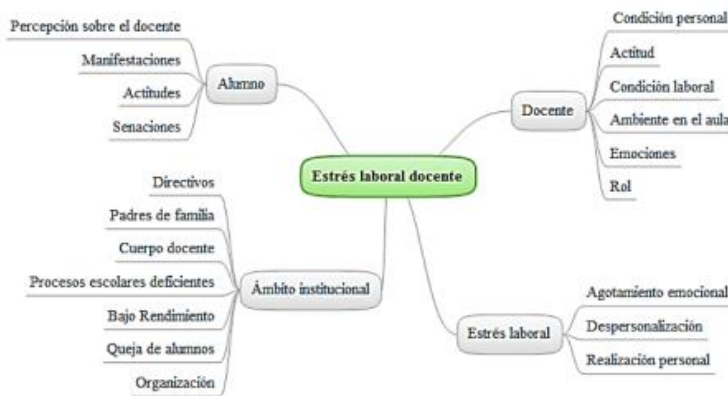 Percepción sobre el docente
Manifestaciones
Actitudes
Senaciones
Alumno
Condición personal
Actitud
Condición laboral
Ambiente en el aula
Emociones
Rol
Docente
Estrés laboral docente
Directivos
Padres de familia
Cuerpo docente
Procesos escolares deficientes
Bajo Rendimiento
Queja de alumnos
Organización
Ámbito institucional
Estrés laboral
Agotamiento emocional
Despersonalización
Realización personal